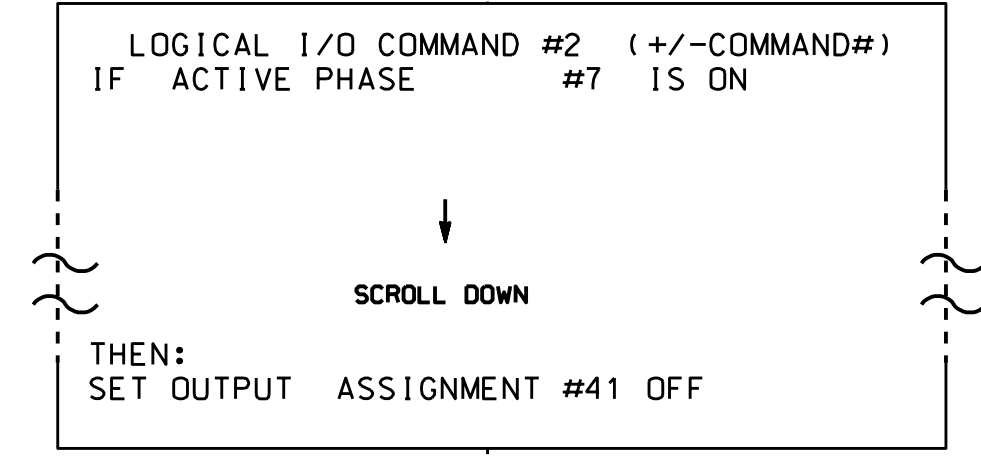 LOGICAL I/O COMMAND #2 (+/-COMMAND#)
IF ACTIVE PHASE #7 IS ON
SCROLL DOWN
THEN:
SET OUTPUT ASSIGNMENT #41 OFF